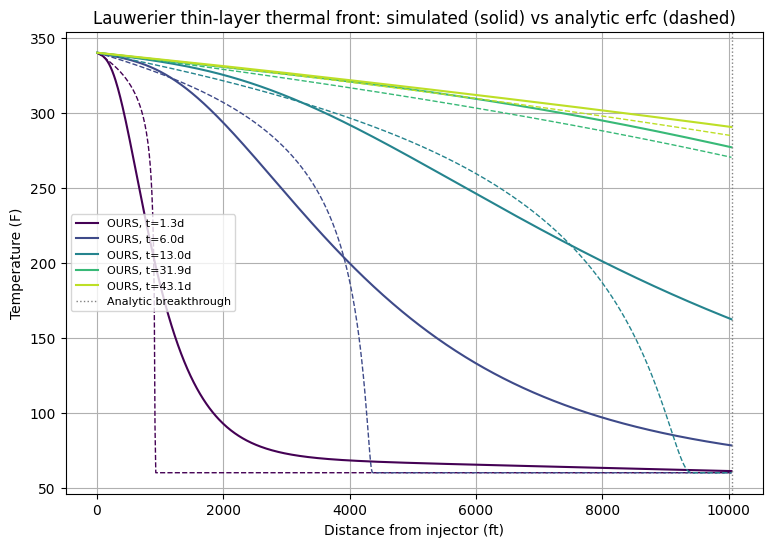 Lauwerier thin-layer thermal front: simulated (solid) vs analytic erfc (dashed)
350
300
250
200
150
100
50
Temperature (F)
OURS, t=1.3d
OURS, t=6.0d
OURS, t=13.0d
OURS, t=31.9d
OURS, t=43.1d
Analytic breakthrough
0
2000
4000
6000
8000
10000
Distance from injector (ft)